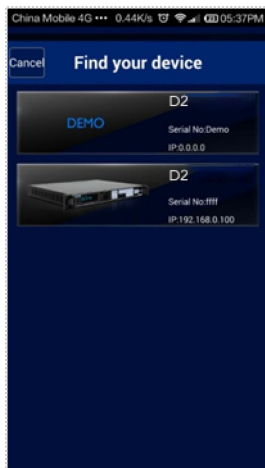 China Mobile 4G ••• 0.44K/s 05:37PM
Cancel
Find your device
D2
DEMO
Serial No:Demo
IP:0.0.0.0
D2
Serial No:ffff
IP:192.168.0.100